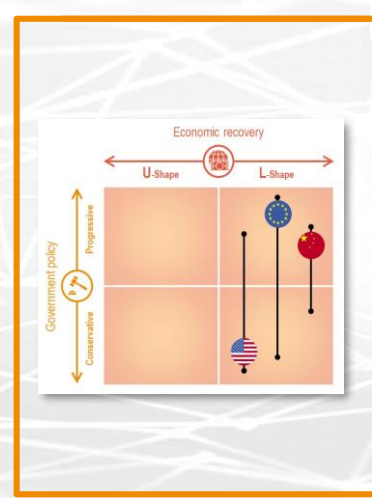 Economic recovery
U-Shape
L-Shape
Government policy
Progressive
Conservative